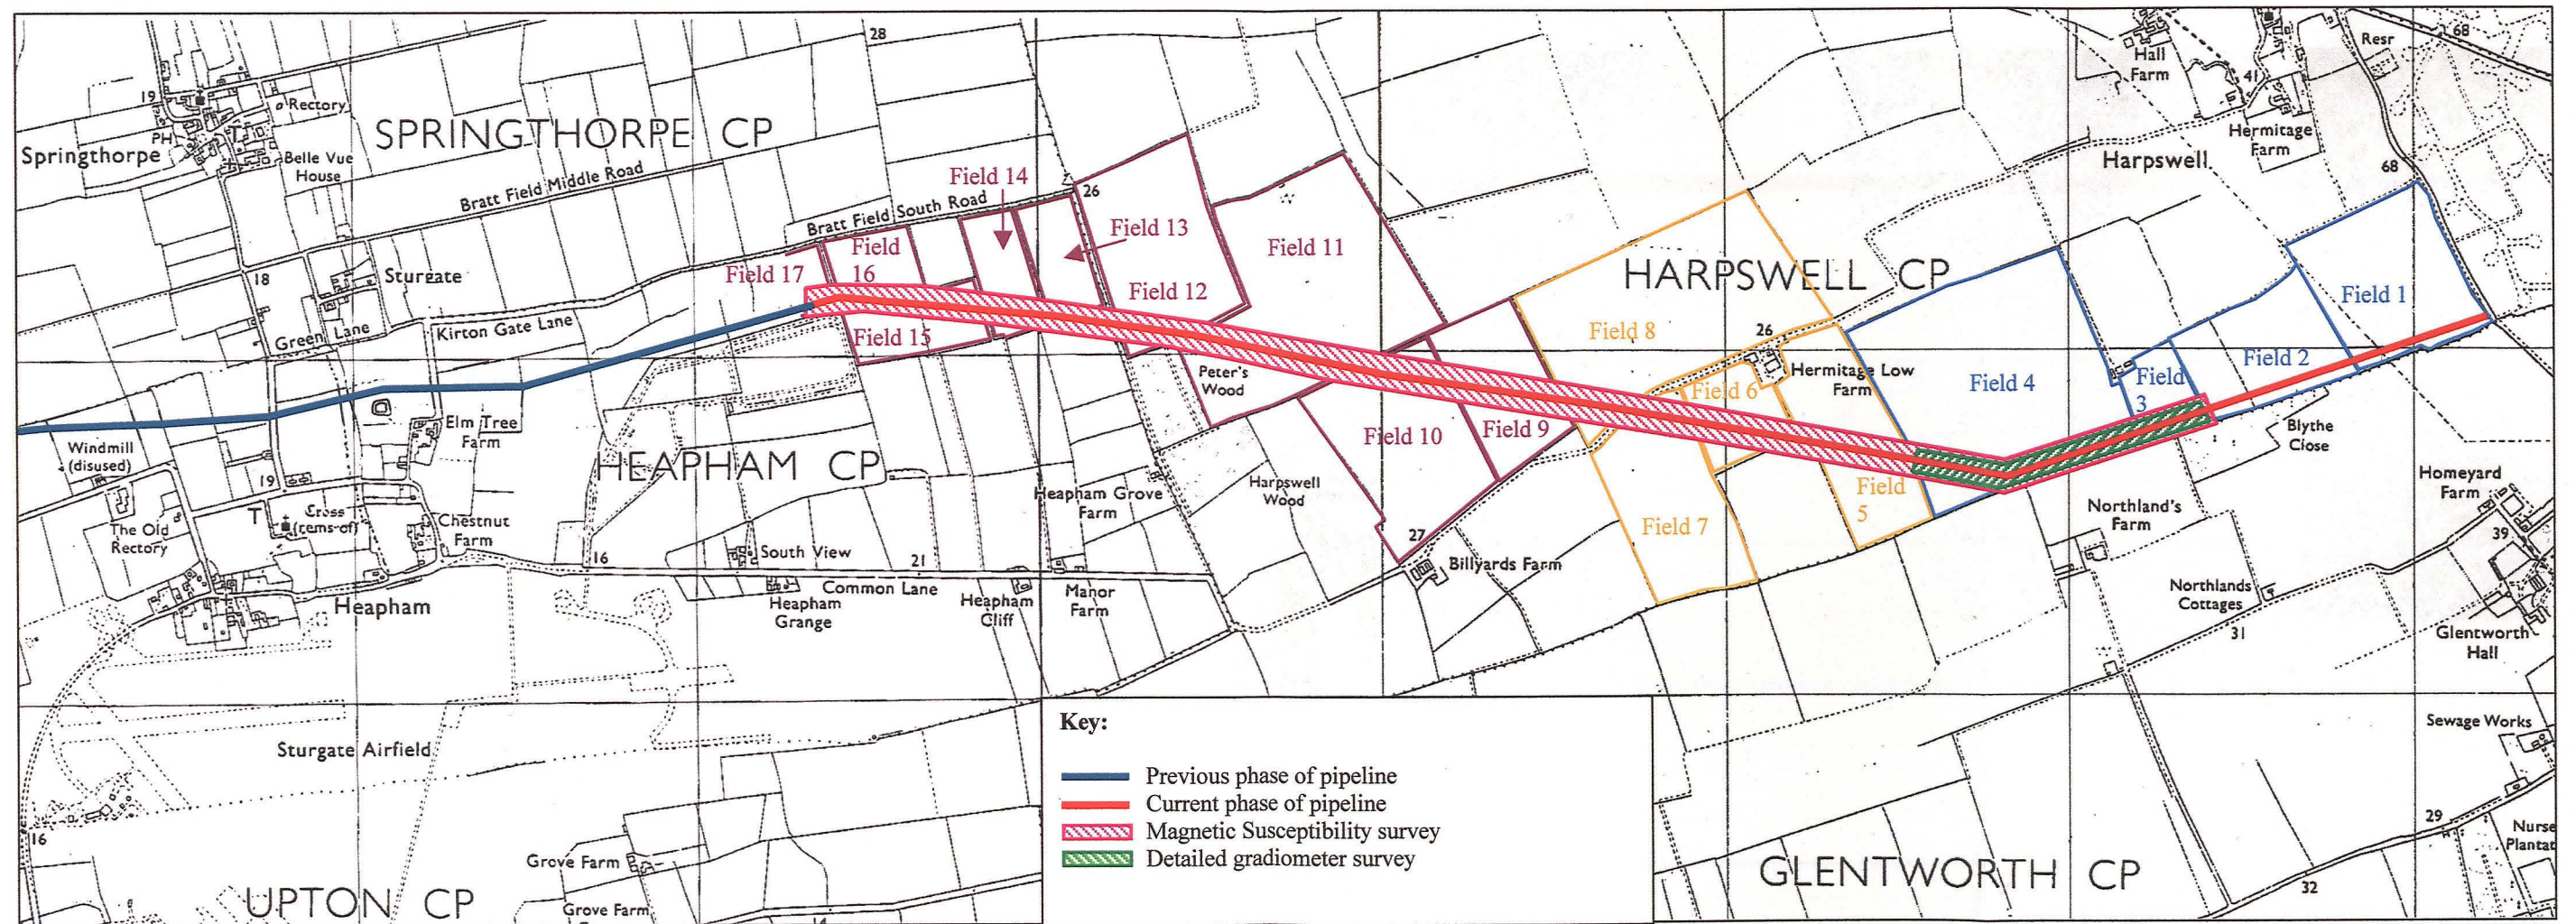 28
Resr
68
Hall
Farm
41
19
Rectory
PH
T
Springthorpe
SPRINGTHORPE CP
Belle Vue
House
Hermitage
Farm
Harpswell
68
Bratt Field Middle Road
Field 14
26
Bratt Field South Road
Field 13
Field
16
Field 11
Field 17
18
Sturgate
HARPSWELL CP
Field 12
Field 1
Green Lane
Kirton Gate Lane
Field 15
Field 8
26
Peter's
Wood
Hermitage Low
Farm
Field 6
Field 4
Field
3
Field 2
Elm Tree
Farm
Windmill
(disused)
HEAPHAM CP
Field 10
Field 9
Blythe
Close
19
T
Cross
(rems of)
The Old
Rectory
Chestnut
Farm
Heapham Grove
Farm
Harpswell
Wood
Field
5
Field 7
Northland's
Farm
Homeyard
Farm
39
27
Billyards Farm
16
South View
21
Common Lane
Heapham
Heapham
Grange
Heapham
Cliff
Manor
Farm
Northlands
Cottages
31
Glentworth
Hall
Key:
Previous phase of pipeline
Current phase of pipeline
Magnetic Susceptibility survey
Detailed gradiometer survey
Sturgate Airfield
Sewage Works
16
29
Nurse
Plantat
Grove Farm
UPTON CP
Grove Farm
14
GLENTWORTH CP
32